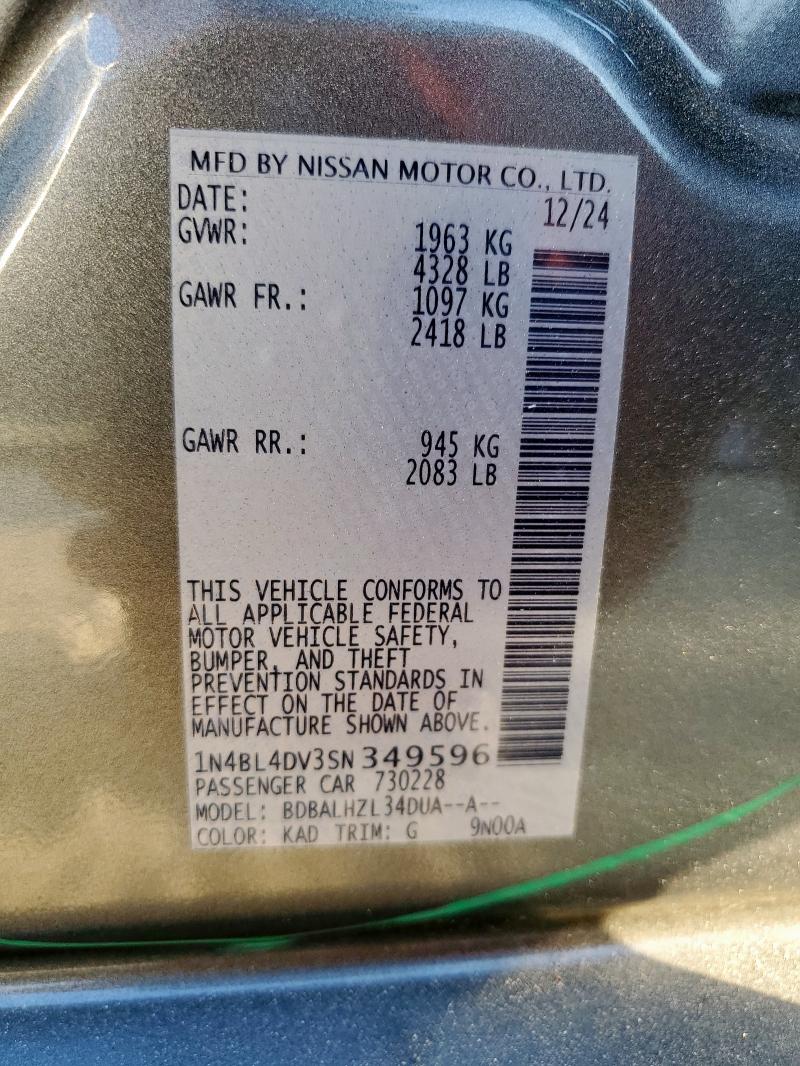 MFD BY NISSAN MOTOR CO., LTD.
DATE: 12/24
GVWR: 1963 KG
4328 LB
GAWR FR.: 1097 KG
2418 LB
GAWR RR.: 945 KG
2083 LB
THIS VEHICLE CONFORMS TO
ALL APPLICABLE FEDERAL
MOTOR VEHICLE SAFETY,
BUMPER, AND THEFT
PREVENTION STANDARDS IN
EFFECT ON THE DATE OF
MANUFACTURE SHOWN ABOVE.
1N4BL4DV3SN349596
PASSENGER CAR 730228
MODEL: BDBALHZL34DUA--A--
COLOR: KAD TRIM: G 9N00A